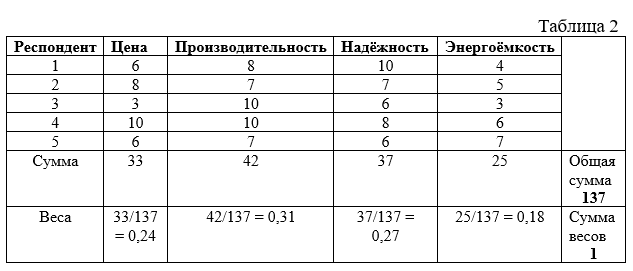 Таблица 2
Респондент Цена Производительность Надёжность Энергоёмкость
1 6 8 10 4
2 8 7 7 5
3 3 10 6 3
4 10 10 8 6
5 6 7 6 7
Сумма 33 42 37 25 Общая
сумма
137
Веса 33/137 42/137 = 0,31 37/137 = 25/137 = 0,18 Сумма
= 0,24 0,27 весов
1